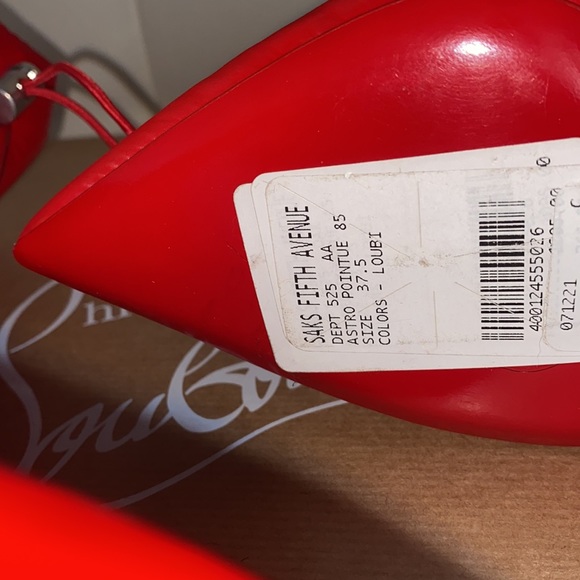 SAKS FIFTH AVENUE
DEPT 525 AA
ASTRO POINTUE 85
SIZE 37.5
COLORS - LOUBI
400124555026
071221